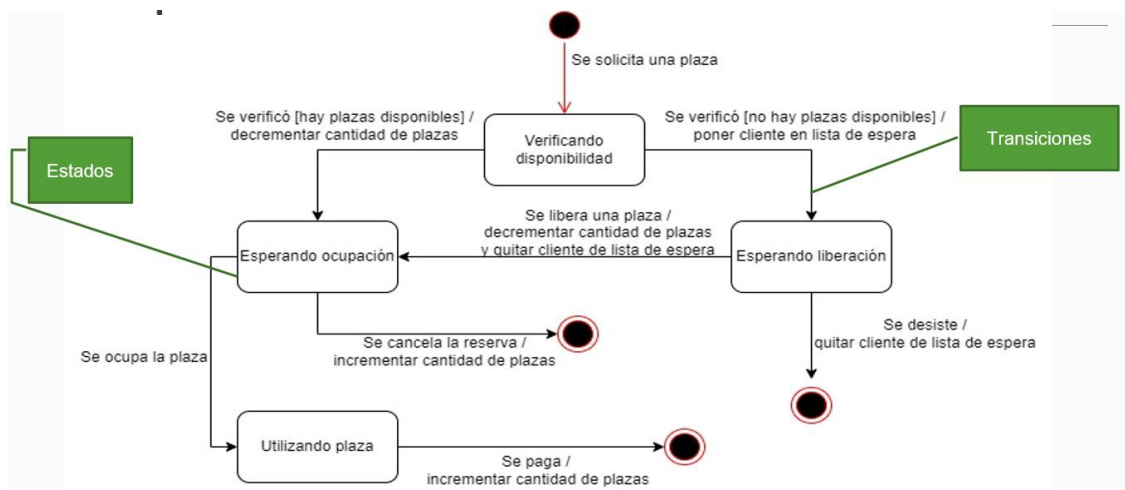 Se solicita una plaza
Se verificó [hay plazas disponibles] /
decrementar cantidad de plazas
Se verificó [no hay plazas disponibles] /
poner cliente en lista de espera
Transiciones
Verificando
disponibilidad
Estados
Se libera una plaza /
decrementar cantidad de plazas
y quitar cliente de lista de espera
Esperando ocupación
Esperando liberación
Se cancela la reserva /
incrementar cantidad de plazas
Se desiste /
quitar cliente de lista de espera
Se ocupa la plaza
Utilizando plaza
Se paga /
incrementar cantidad de plazas